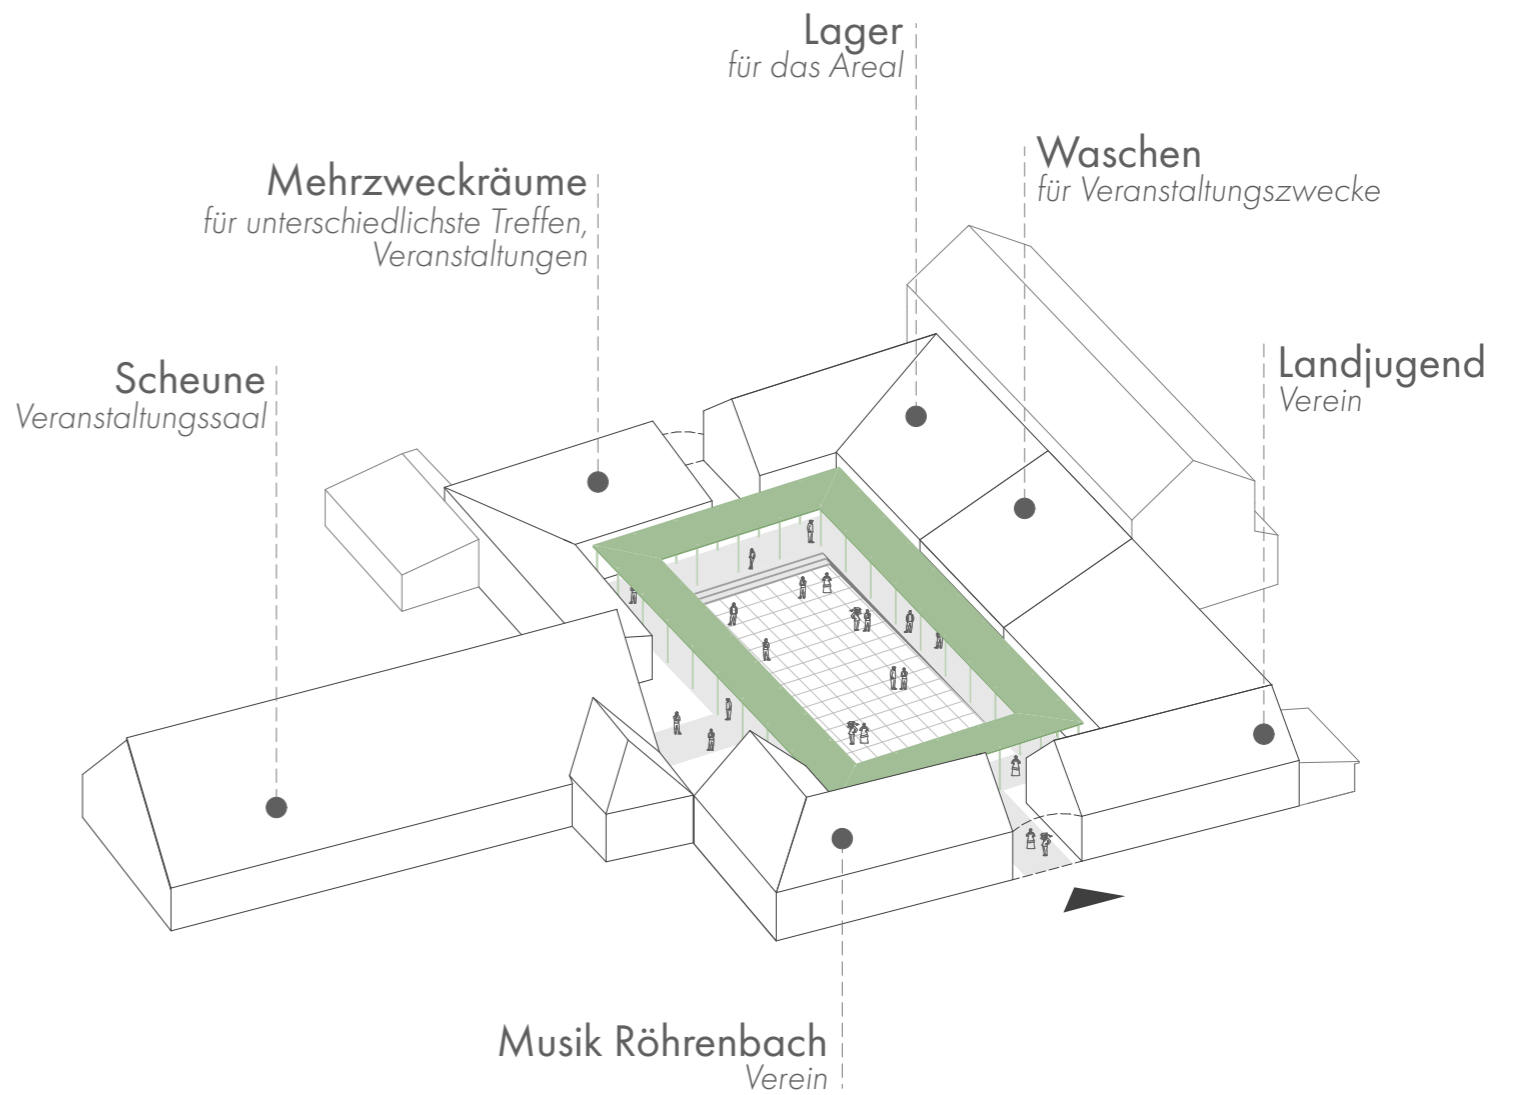 Lager
für das Areal
Waschen
für Veranstaltungszwecke
Mehrzweckräume
für unterschiedlichste Treffen,
Veranstaltungen
Landjugend
Verein
Scheune
Veranstaltungssaal
Musik Röhrenbach
Verein